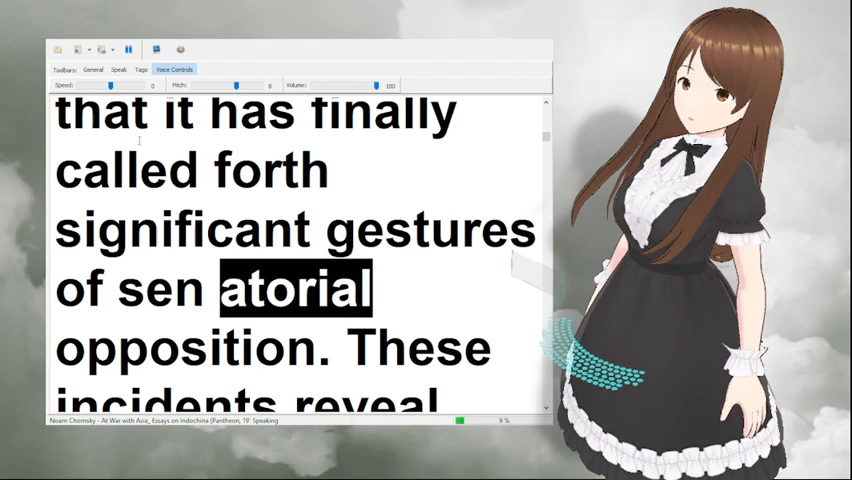 Toolbars: General Speak Tags Voice Controls
Speed: 0 Pitch: 8 Volume: 100
that it has finally
called forth
significant gestures
of sen atorial
opposition. These
incidents reveal
Noam Chomsky - At War with Asia_ Essays on Indochina (Pantheon, 19 Speaking 9 %